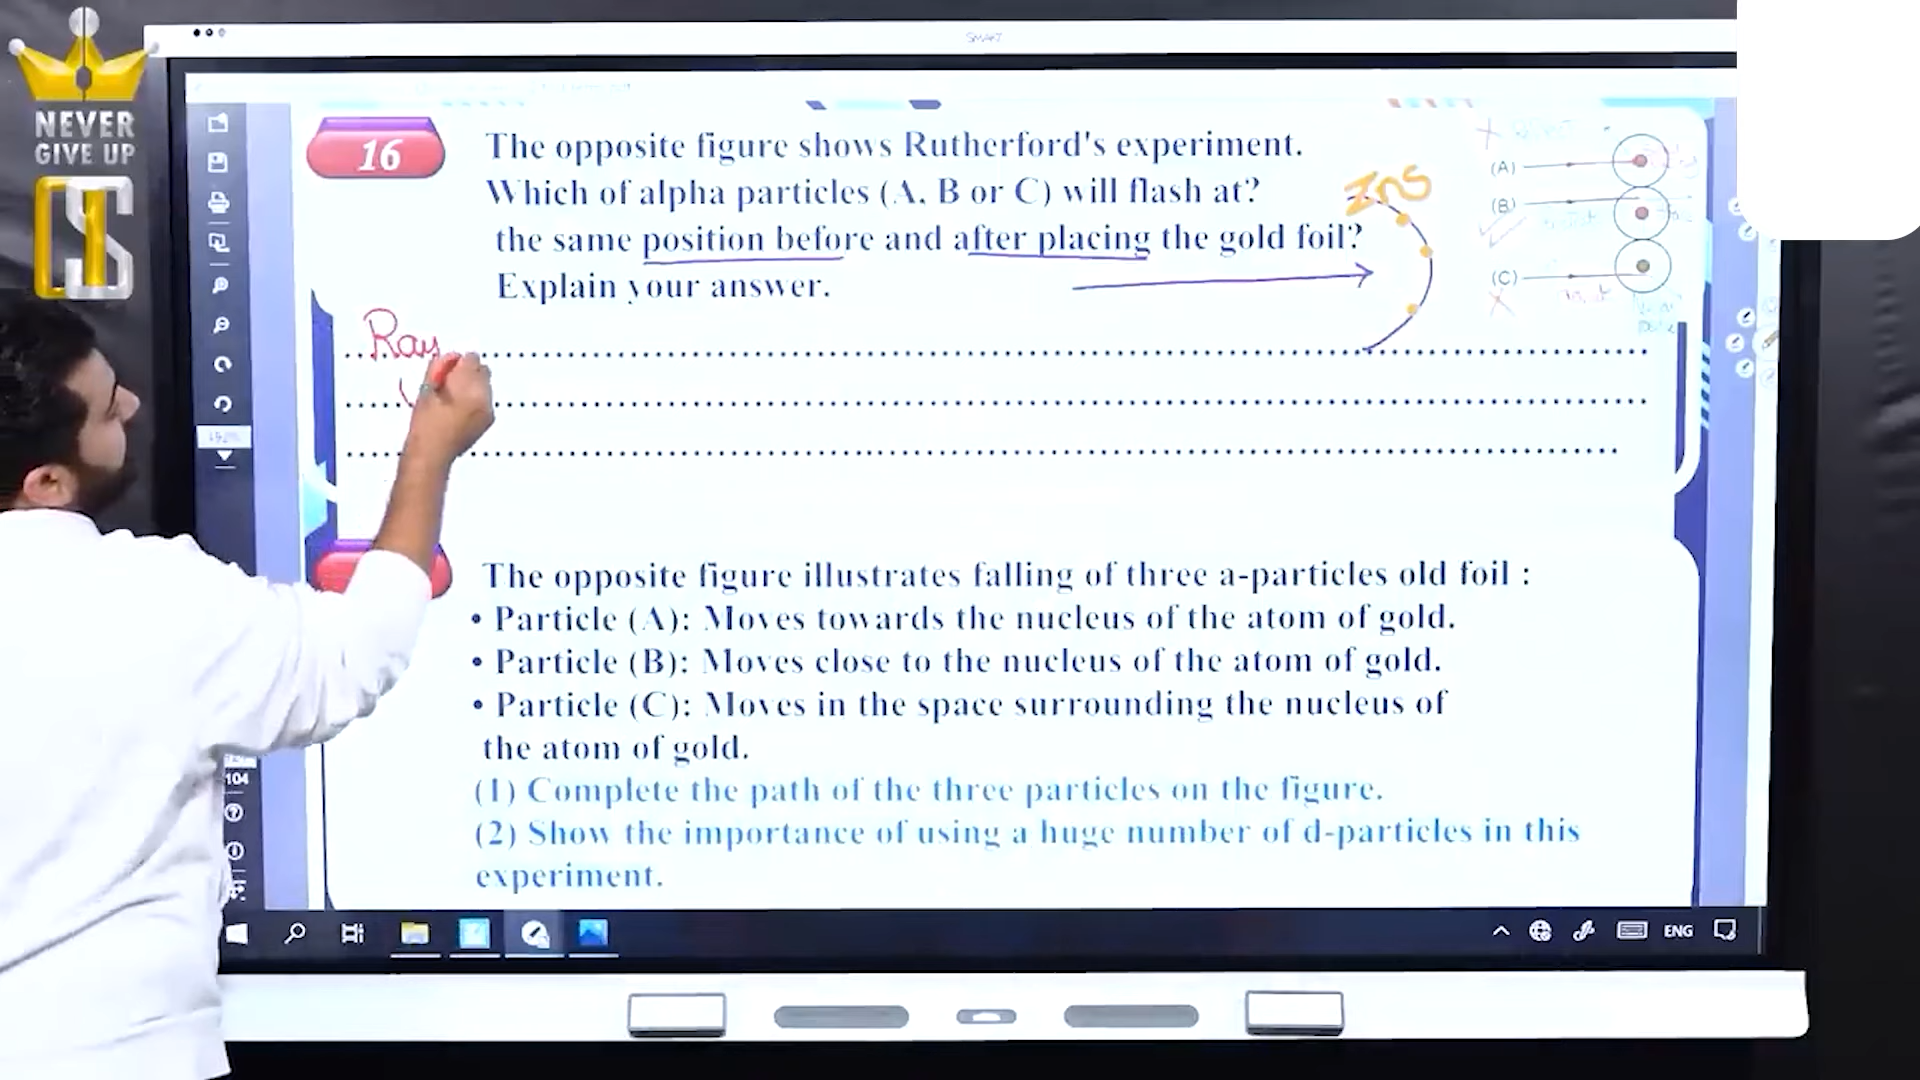 SMART
NEVER
GIVE UP
CS
16
The opposite figure shows Rutherford's experiment.
Which of alpha particles (A. B or C) will flash at?
the same position before and after placing the gold foil?
Explain your answer.
ZnS
(A)
(B)
(C)
Ray
The opposite figure illustrates falling of three a-particles old foil :
• Particle (A): Moves towards the nucleus of the atom of gold.
• Particle (B): Moves close to the nucleus of the atom of gold.
• Particle (C): Moves in the space surrounding the nucleus of
the atom of gold.
(1) Complete the path of the three particles on the figure.
(2) Show the importance of using a huge number of d-particles in this
experiment.
104
ENG